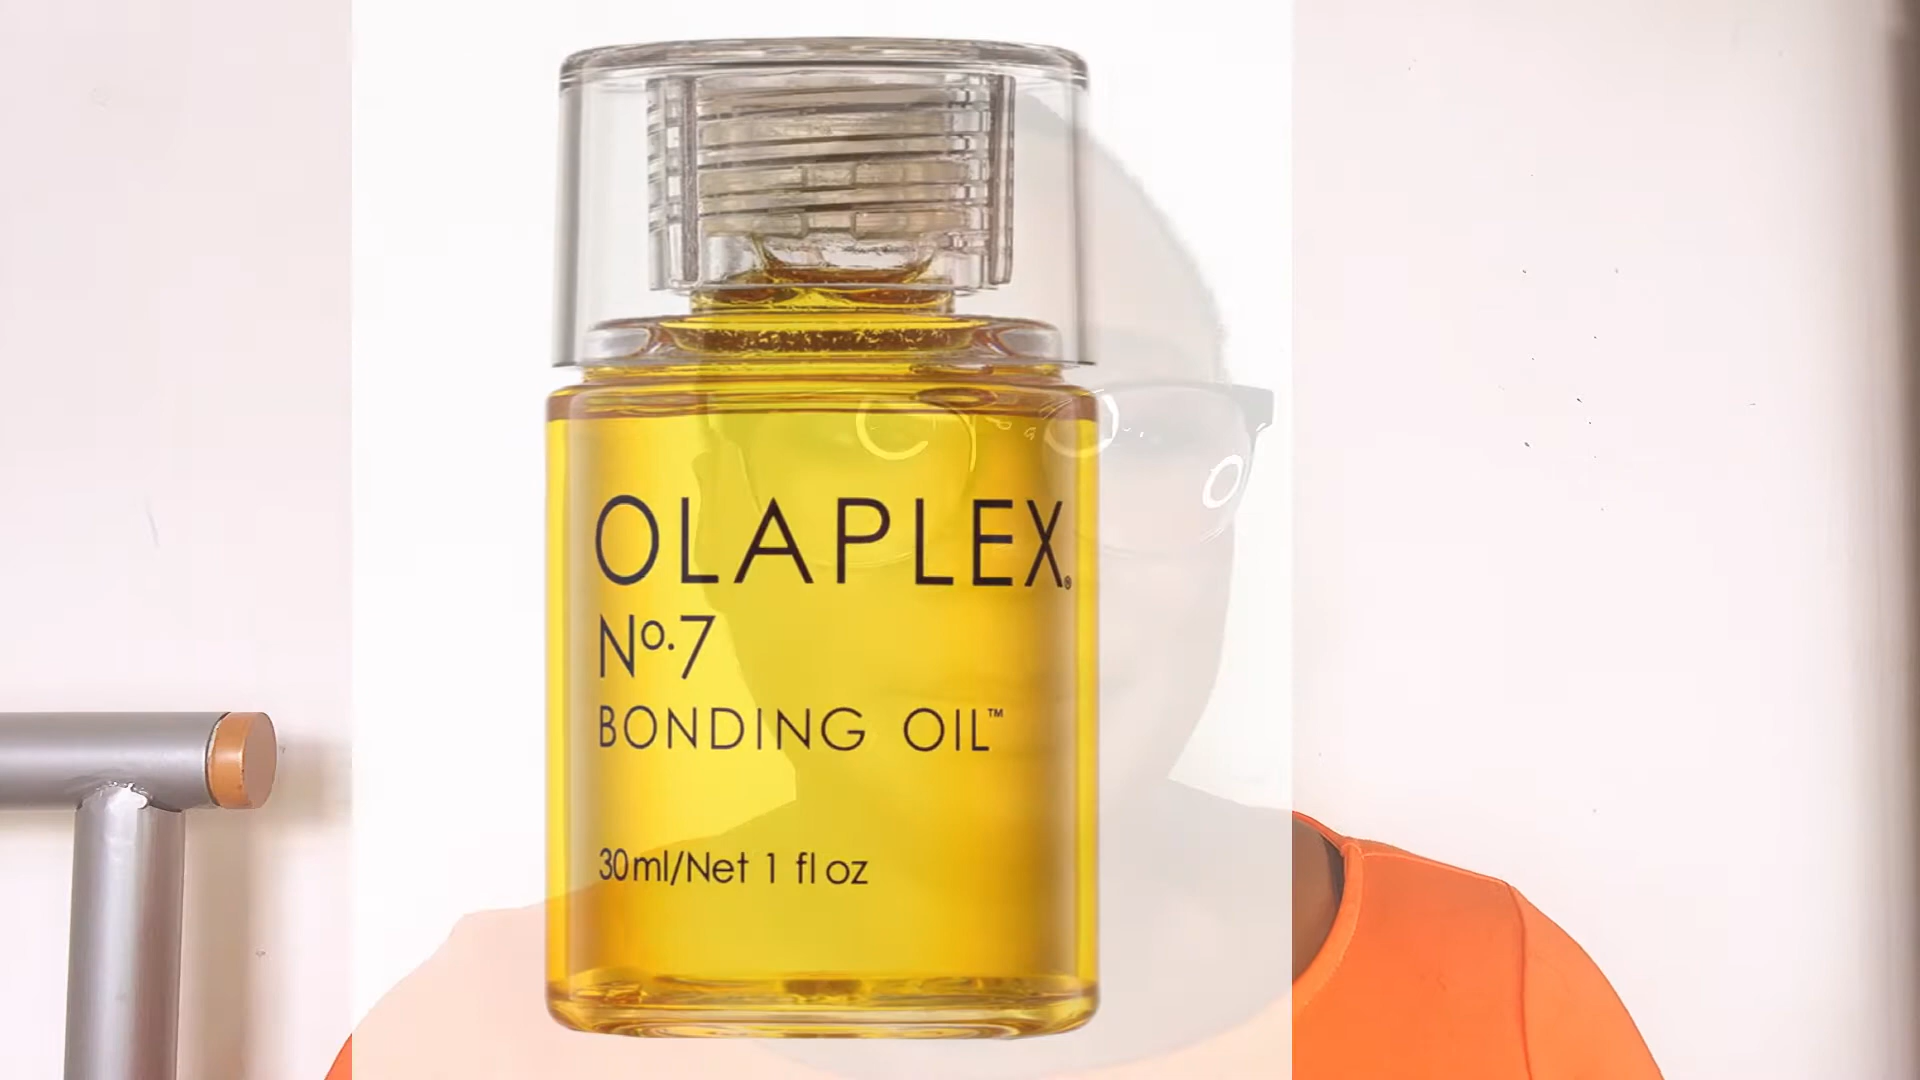 OLAPLEX®
Nº.7
BONDING OIL™
30ml/Net 1 fl oz